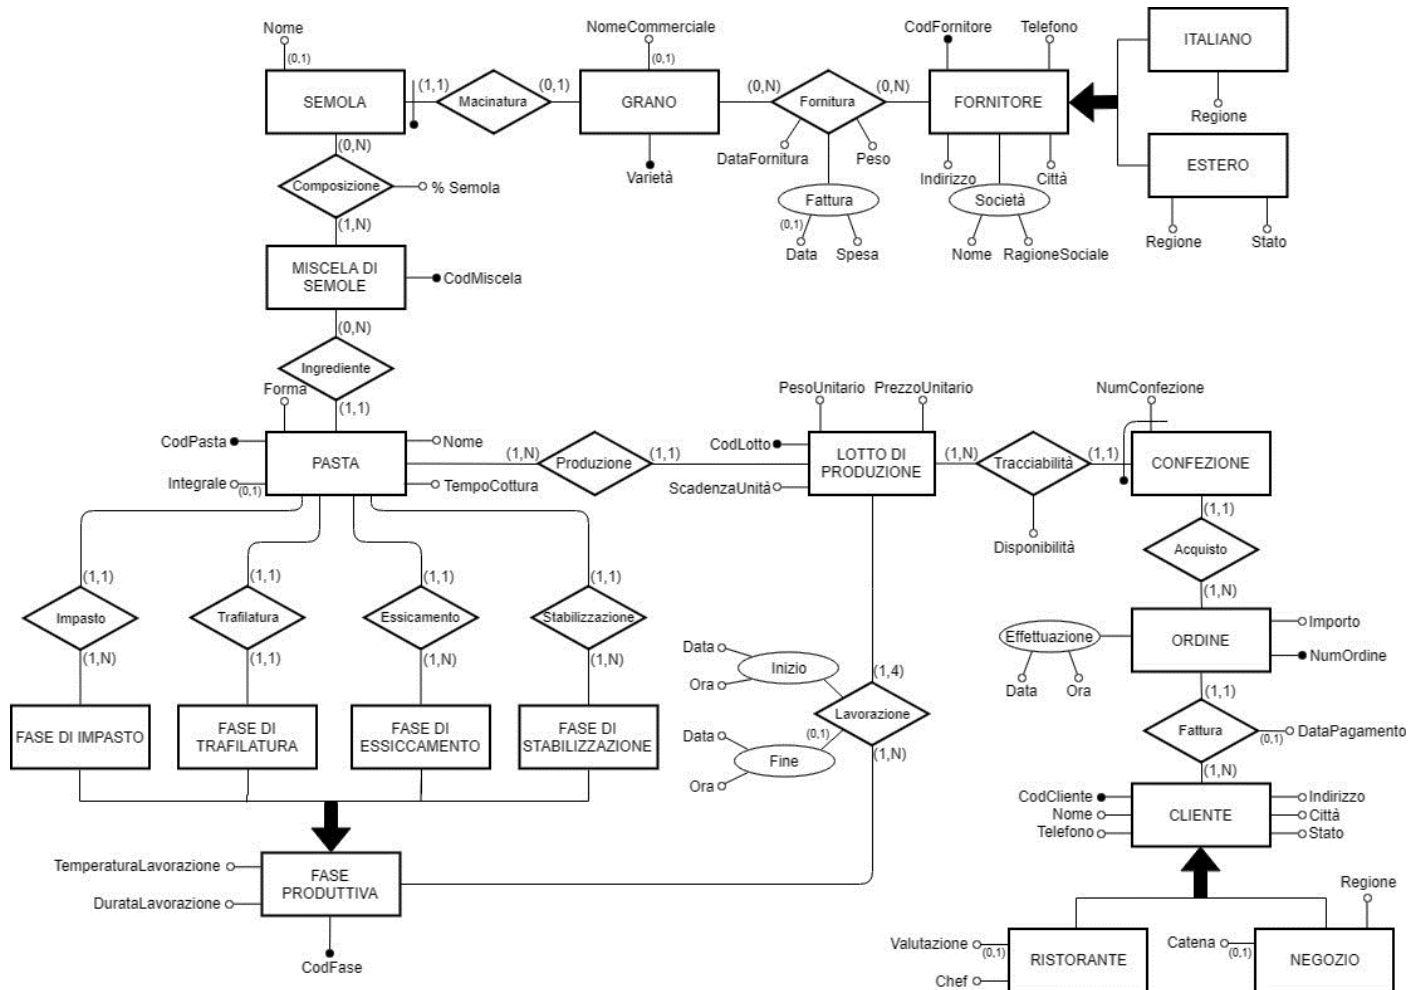 Nome
NomeCommerciale
CodFornitore
Telefono
ITALIANO
(0,1)
(0,1)
SEMOLA
(1,1)
Macinatura
(0,1)
GRANO
(0,N)
Fornitura
(0,N)
FORNITORE
Regione
DataFornitura
Peso
ESTERO
(0,N)
Varietà
Indirizzo
Città
Composizione
% Semola
Fattura
Società
(1,N)
(0,1)
Data
Spesa
Nome
RagioneSociale
Regione
Stato
MISCELA DI
SEMOLE
CodMiscela
(0,N)
Ingrediente
Forma
(1,1)
PesoUnitario
PrezzoUnitario
NumConfezione
CodPasta
Nome
CodLotto
PASTA
(1,N)
Produzione
(1,1)
LOTTO DI
PRODUZIONE
(1,N)
Tracciabilità
(1,1)
CONFEZIONE
Integrale
(0,1)
TempoCottura
ScadenzaUnità
(1,1)
Disponibilità
Acquisto
(1,1)
(1,1)
(1,1)
(1,1)
(1,N)
Impasto
Trafilatura
Essicamento
Stabilizzazione
Importo
Effettuazione
ORDINE
NumOrdine
(1,N)
(1,1)
(1,N)
(1,N)
Data
Inizio
Ora
(1,4)
Data
Ora
(1,1)
FASE DI IMPASTO
FASE DI
TRAFILATURA
FASE DI
ESSICCAMENTO
FASE DI
STABILIZZAZIONE
Lavorazione
Data
(0,1)
Fine
Ora
(1,N)
Fattura
(0,1)
DataPagamento
(1,N)
CodCliente
Nome
Telefono
CLIENTE
Indirizzo
Città
Stato
TemperaturaLavorazione
FASE
PRODUTTIVA
DurataLavorazione
Regione
CodFase
Valutazione
(0,1)
Chef
RISTORANTE
Catena
(0,1)
NEGOZIO